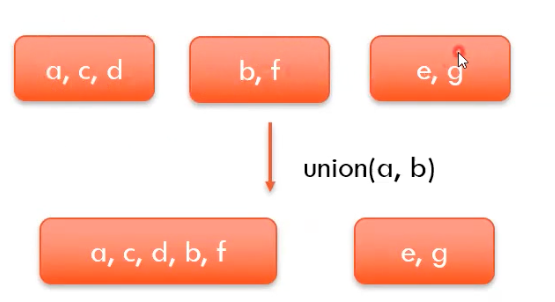 a, c, d
b, f
e, g
union(a, b)
a, c, d, b, f
e, g